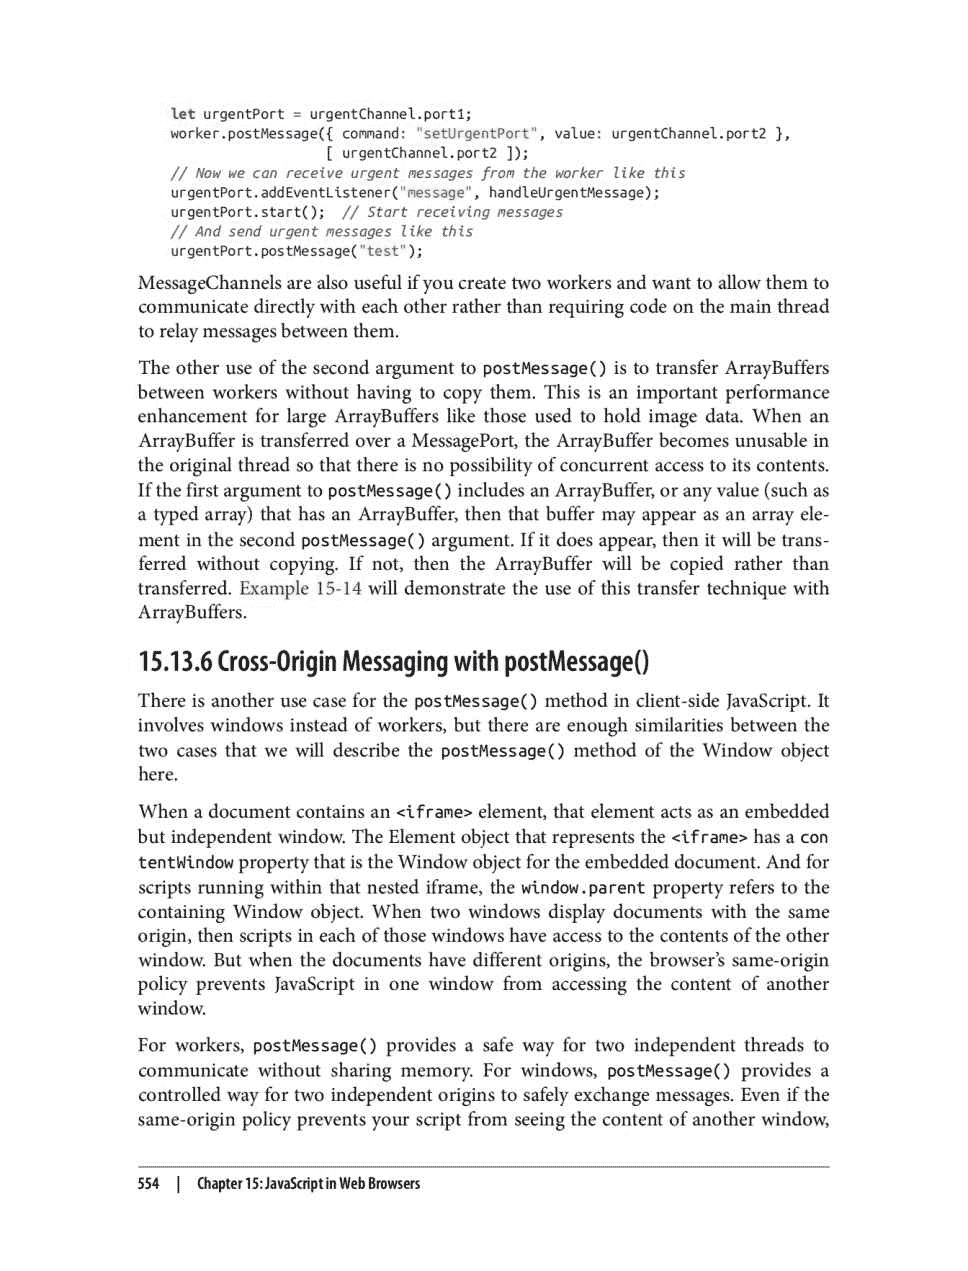 let urgentPort = urgentChannel.port1;
worker.postMessage({ command: "setUrgentPort", value: urgentChannel.port2 },
                   [ urgentChannel.port2 ]);
// Now we can receive urgent messages from the worker like this
urgentPort.addEventListener("message", handleUrgentMessage);
urgentPort.start();  // Start receiving messages
// And send urgent messages like this
urgentPort.postMessage("test");
MessageChannels are also useful if you create two workers and want to allow them to
communicate directly with each other rather than requiring code on the main thread
to relay messages between them.
The other use of the second argument to postMessage() is to transfer ArrayBuffers
between workers without having to copy them. This is an important performance
enhancement for large ArrayBuffers like those used to hold image data. When an
ArrayBuffer is transferred over a MessagePort, the ArrayBuffer becomes unusable in
the original thread so that there is no possibility of concurrent access to its contents.
If the first argument to postMessage() includes an ArrayBuffer, or any value (such as
a typed array) that has an ArrayBuffer, then that buffer may appear as an array ele-
ment in the second postMessage() argument. If it does appear, then it will be trans-
ferred without copying. If not, then the ArrayBuffer will be copied rather than
transferred. Example 15-14 will demonstrate the use of this transfer technique with
ArrayBuffers.
15.13.6 Cross-Origin Messaging with postMessage()
There is another use case for the postMessage() method in client-side JavaScript. It
involves windows instead of workers, but there are enough similarities between the
two cases that we will describe the postMessage() method of the Window object
here.
When a document contains an <iframe> element, that element acts as an embedded
but independent window. The Element object that represents the <iframe> has a con
tentWindow property that is the Window object for the embedded document. And for
scripts running within that nested iframe, the window.parent property refers to the
containing Window object. When two windows display documents with the same
origin, then scripts in each of those windows have access to the contents of the other
window. But when the documents have different origins, the browser's same-origin
policy prevents JavaScript in one window from accessing the content of another
window.
For workers, postMessage() provides a safe way for two independent threads to
communicate without sharing memory. For windows, postMessage() provides a
controlled way for two independent origins to safely exchange messages. Even if the
same-origin policy prevents your script from seeing the content of another window,
554 | Chapter 15: JavaScript in Web Browsers